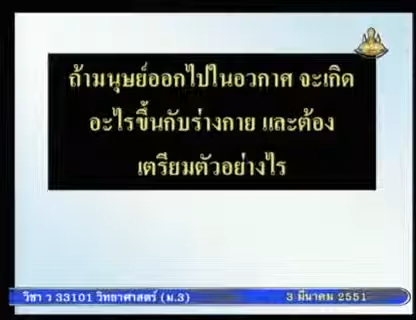 ถ้ามนุษย์ออกไปในอวกาศ จะเกิด
อะไรขึ้นกับร่างกาย และต้อง
เตรียมตัวอย่างไร
วิชา ว 33101 วิทยาศาสตร์ (ม.3) 3 มีนาคม 2551